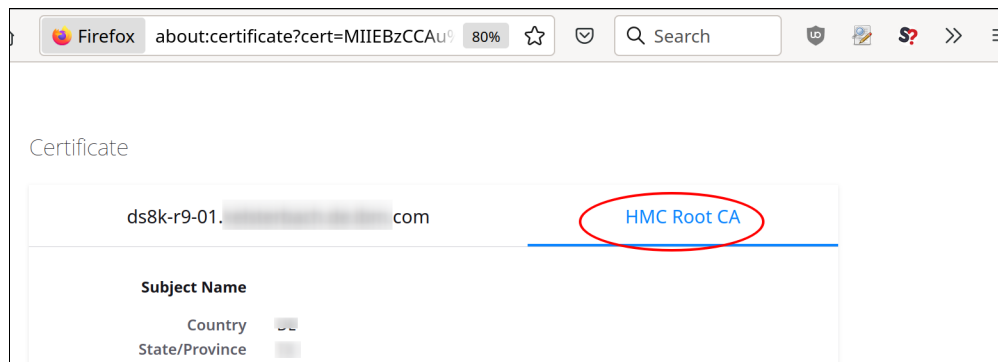 Firefox about:certificate?cert=MIIEBzCCAu% 80% Search
Certificate
ds8k-r9-01. com
HMC Root CA
Subject Name
Country
State/Province